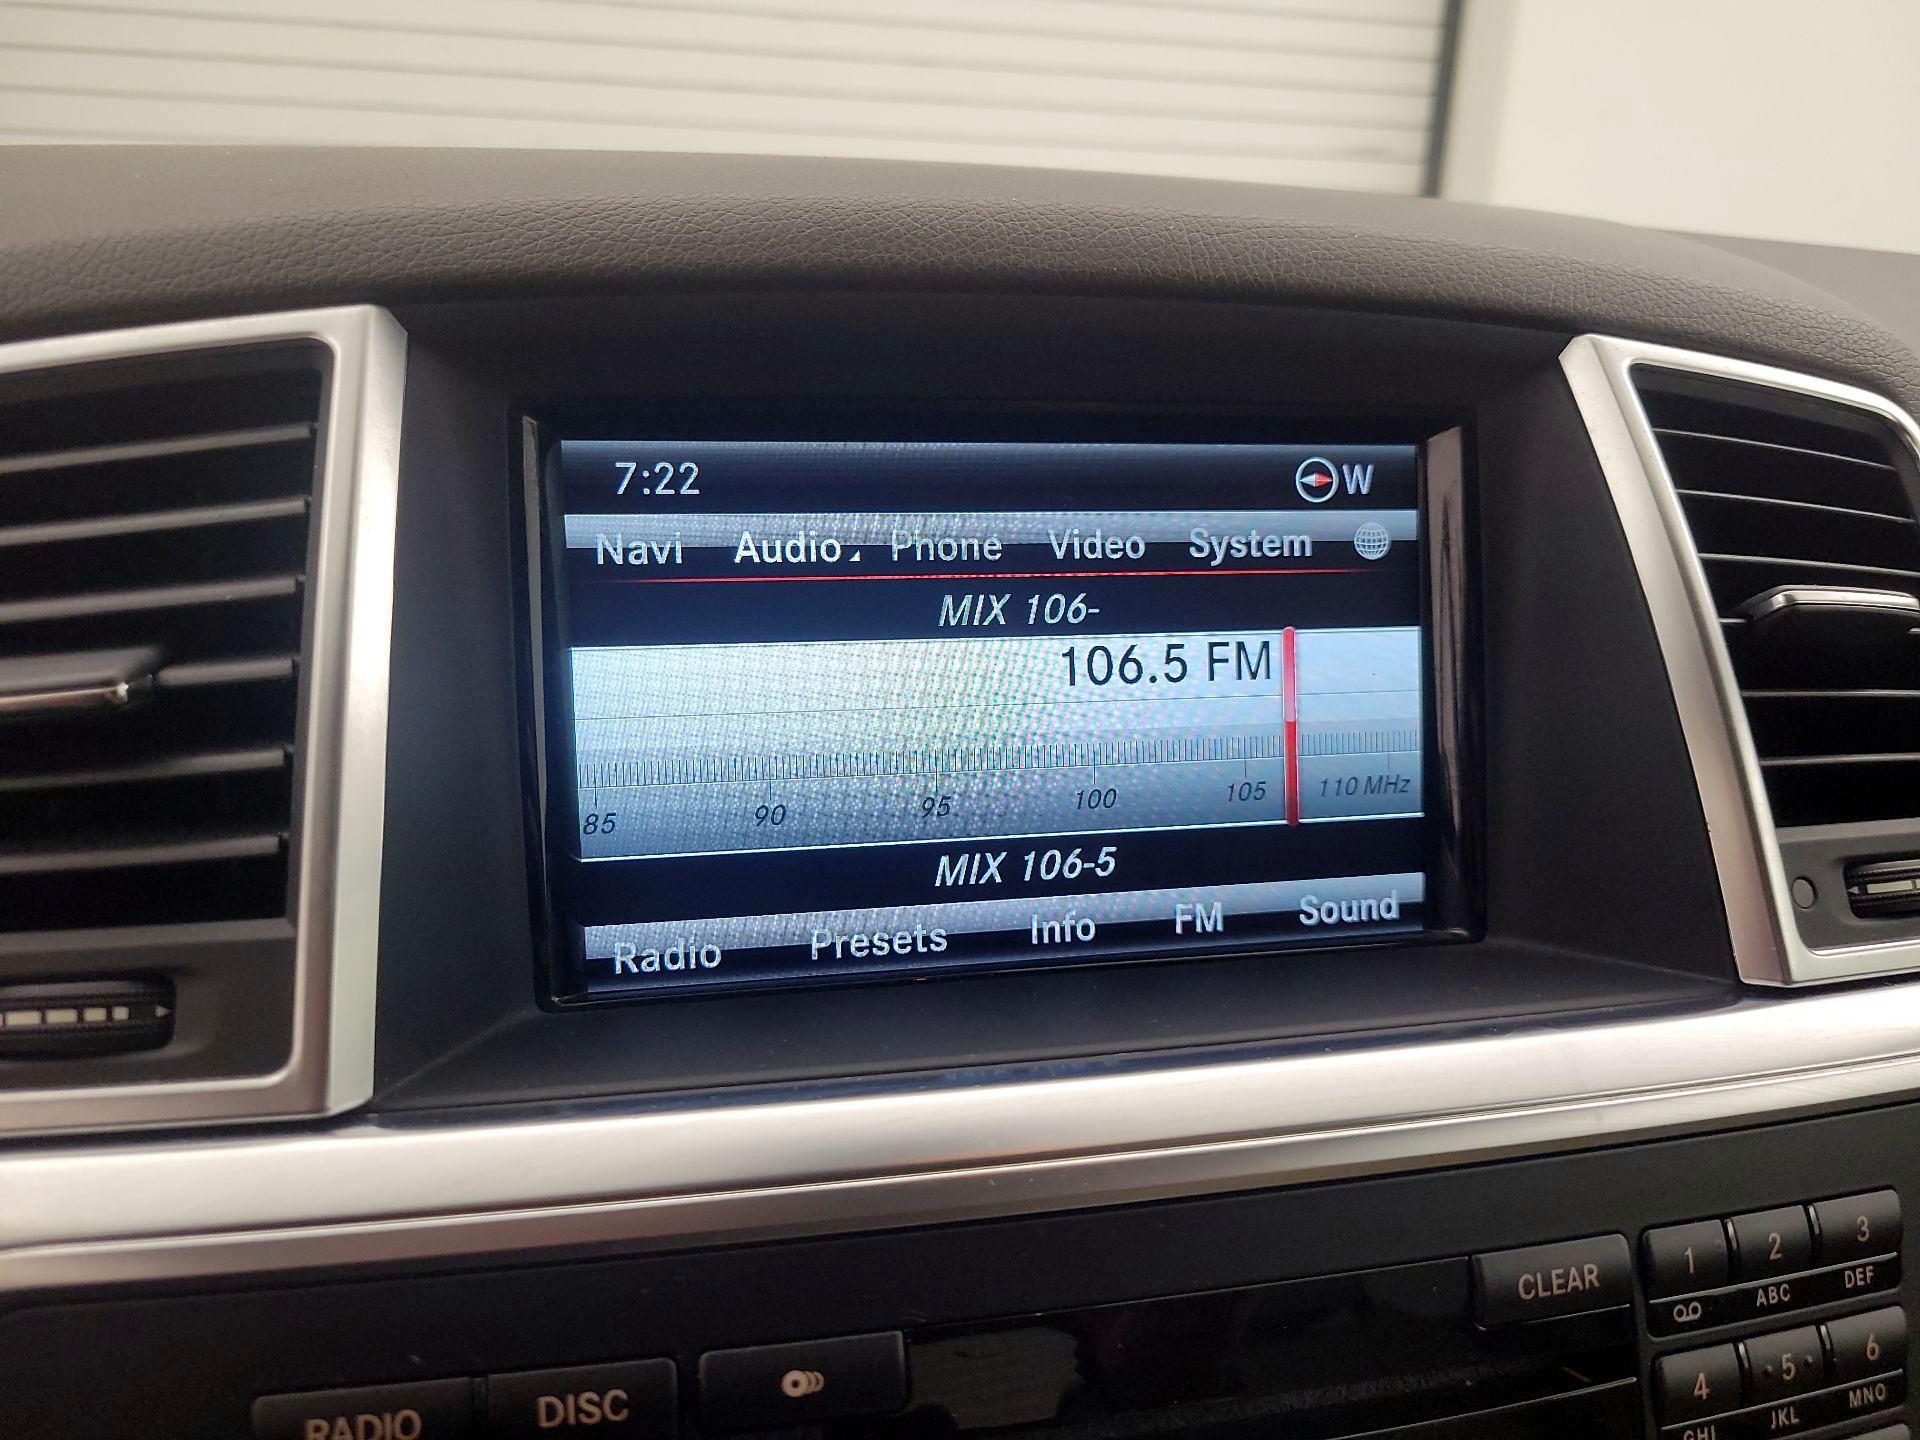 7:22 W
Navi Audio Phone Video System
MIX 106-
106.5 FM
85 90 95 100 105 110 MHz
MIX 106-5
Radio Presets Info FM Sound
CLEAR 1 2 3
ABC DEF
RADIO DISC 4 5 6
GHI JKL MNO